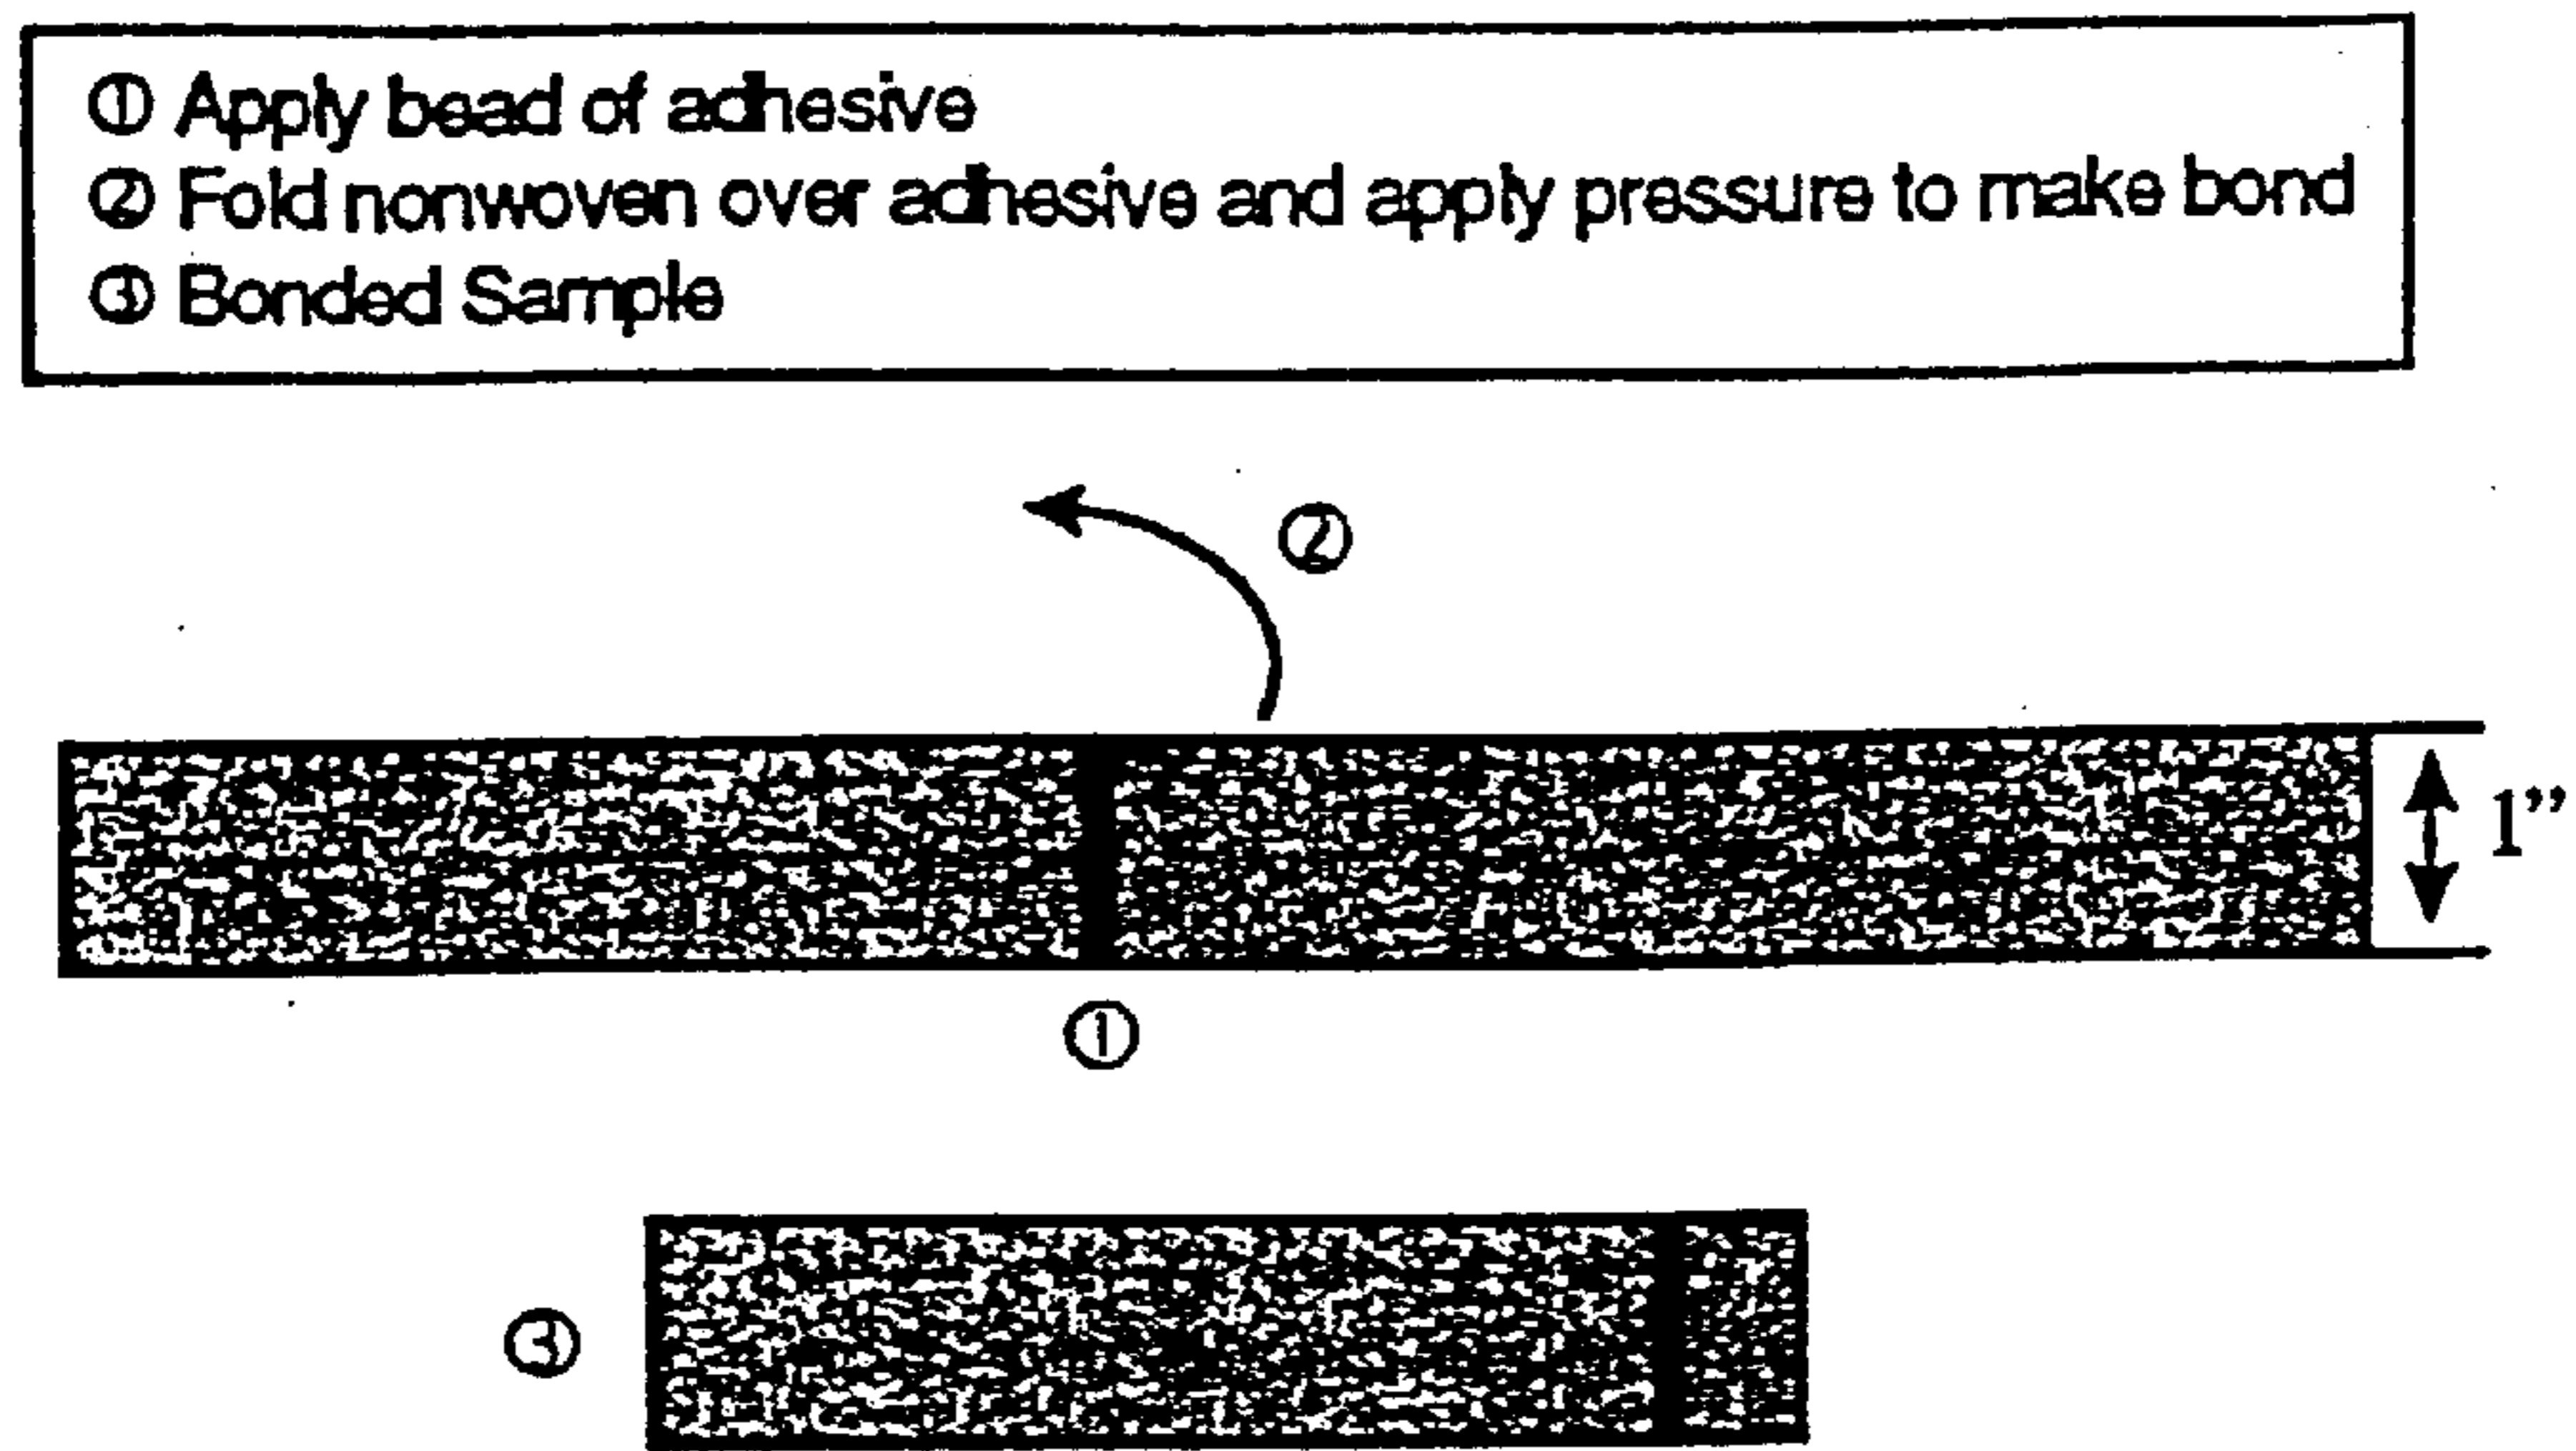 ① Apply bead of adhesive
② Fold nonwoven over adhesive and apply pressure to make bond
③ Bonded Sample
②
1”
①
③